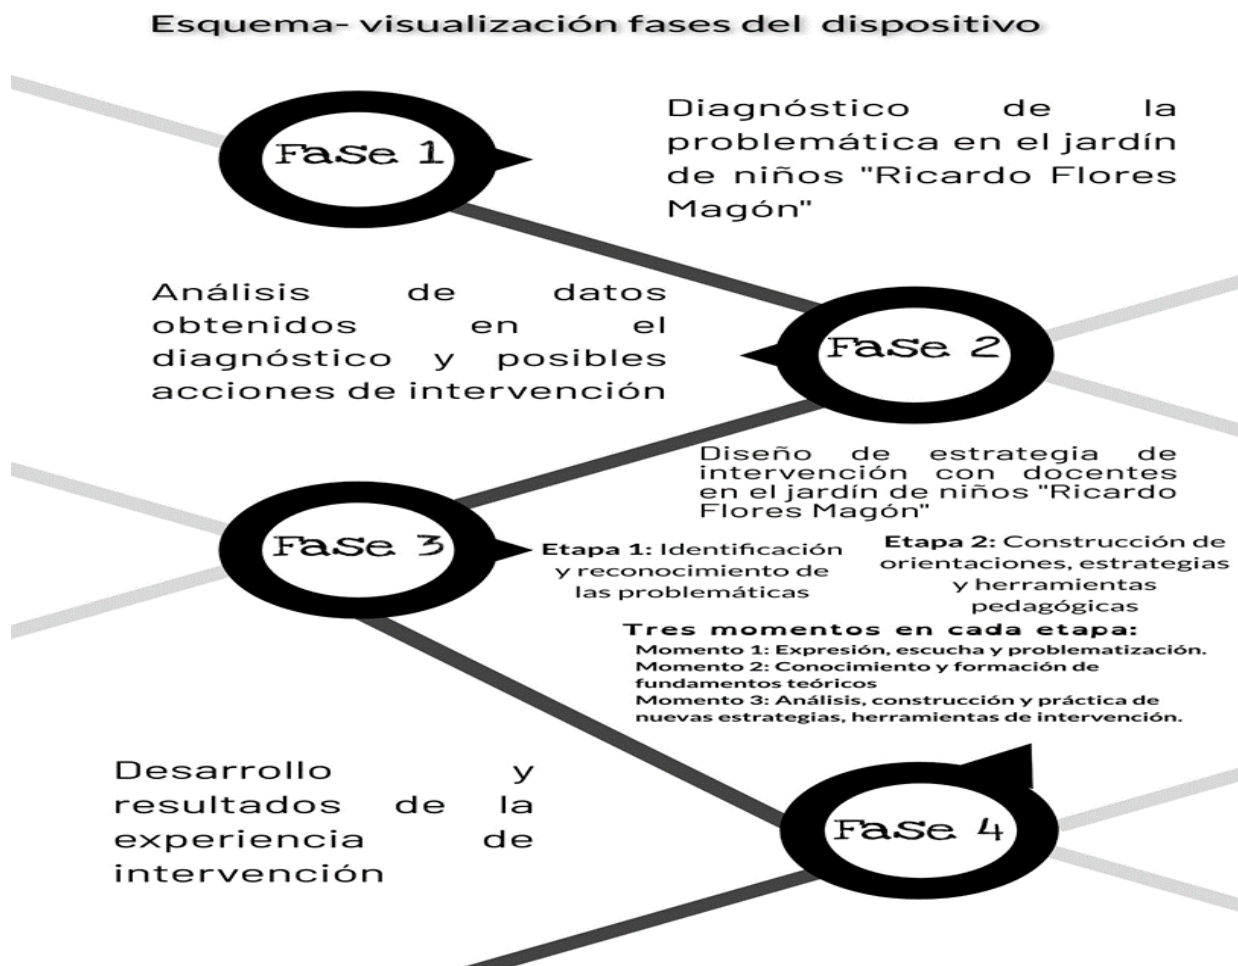 Esquema- visualización fases del dispositivo
Fase 1
Diagnóstico de la
problemática en el jardín
de niños "Ricardo Flores
Magón"
Análisis de datos
obtenidos en el
diagnóstico y posibles
acciones de intervención
Fase 2
Diseño de estrategia de
intervención con docentes
en el jardín de niños "Ricardo
Flores Magón"
Fase 3
Etapa 1: Identificación
y reconocimiento de
las problemáticas
Etapa 2: Construcción de
orientaciones, estrategias
y herramientas
pedagógicas
Tres momentos en cada etapa:
Momento 1: Expresión, escucha y problematización.
Momento 2: Conocimiento y formación de
fundamentos teóricos
Momento 3: Análisis, construcción y práctica de
nuevas estrategias, herramientas de intervención.
Desarrollo y
resultados de la
experiencia de
intervención
Fase 4